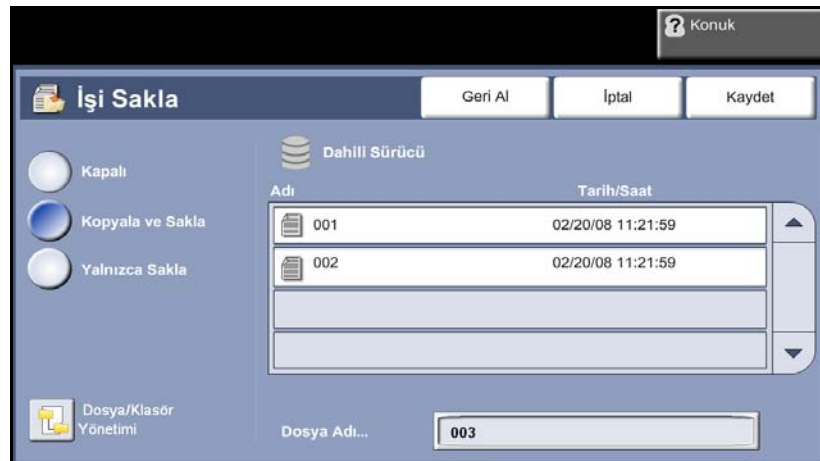 Konuk
İşi Sakla
Geri Al
İptal
Kaydet
Kapalı
Kopyala ve Sakla
Yalnızca Sakla
Dahili Sürücü
Adı Tarih/Saat
001 02/20/08 11:21:59
002 02/20/08 11:21:59
Dosya/Klasör
Yönetimi
Dosya Adı... 003